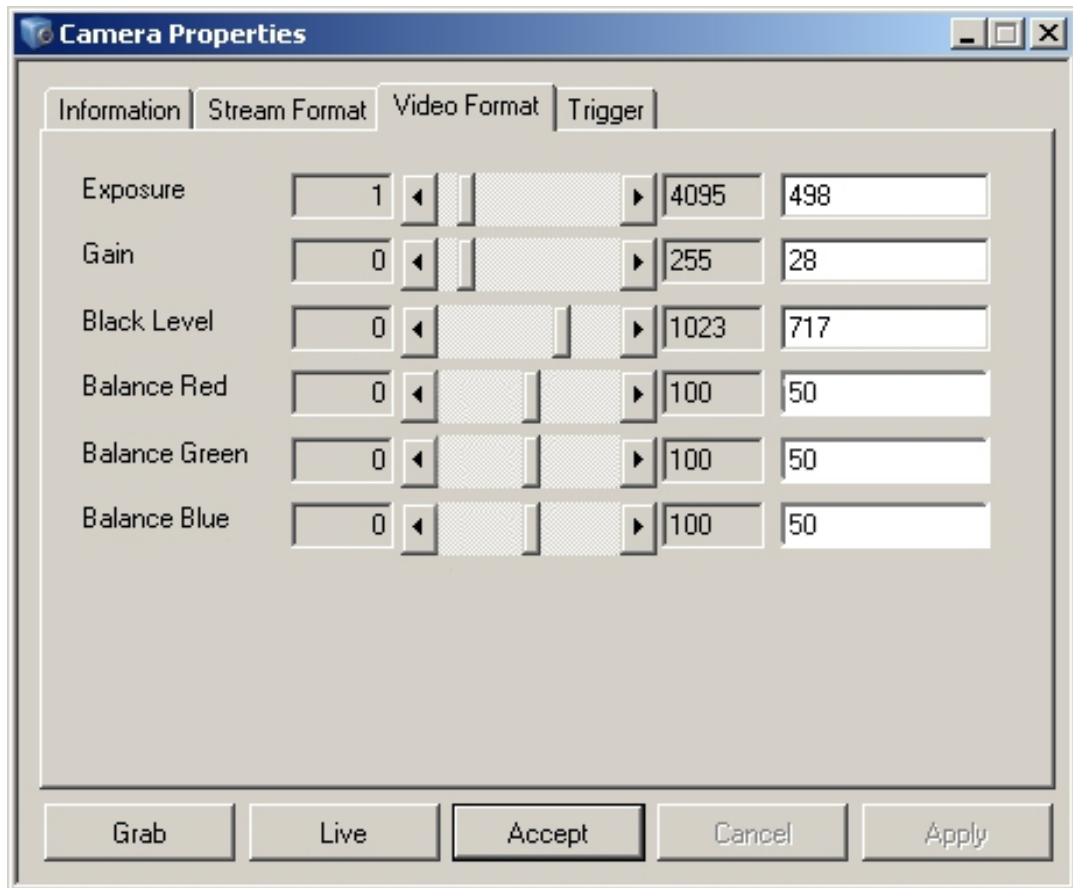 Camera Properties
Information Stream Format Video Format Trigger
Exposure 1 4095 498
Gain 0 255 28
Black Level 0 1023 717
Balance Red 0 100 50
Balance Green 0 100 50
Balance Blue 0 100 50
Grab Live Accept Cancel Apply